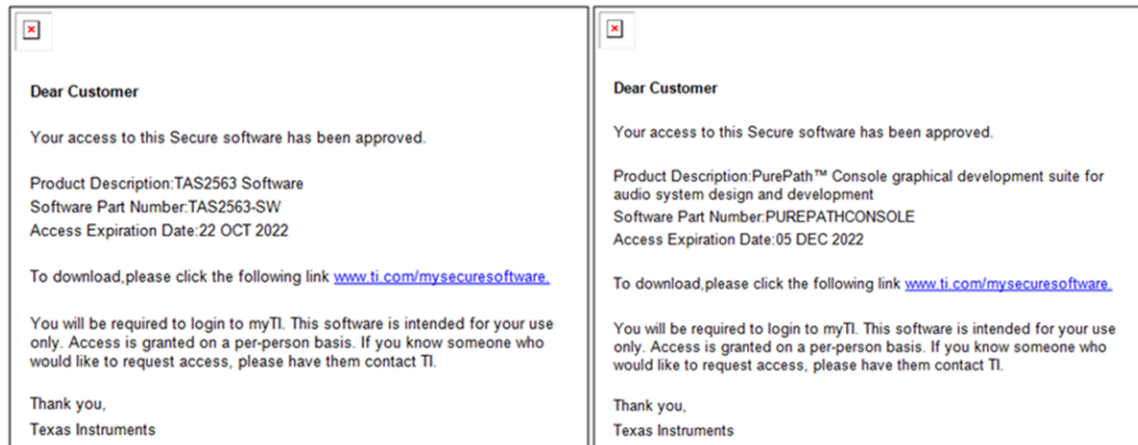 Dear Customer
Your access to this Secure software has been approved.
Product Description:TAS2563 Software
Software Part Number:TAS2563-SW
Access Expiration Date:22 OCT 2022
To download,please click the following link www.ti.com/mysecuresoftware.
You will be required to login to myTI. This software is intended for your use
only. Access is granted on a per-person basis. If you know someone who
would like to request access, please have them contact TI.
Thank you,
Texas Instruments
Dear Customer
Your access to this Secure software has been approved.
Product Description:PurePath™ Console graphical development suite for
audio system design and development
Software Part Number:PUREPATHCONSOLE
Access Expiration Date:05 DEC 2022
To download,please click the following link www.ti.com/mysecuresoftware.
You will be required to login to myTI. This software is intended for your use
only. Access is granted on a per-person basis. If you know someone who
would like to request access, please have them contact TI.
Thank you,
Texas Instruments